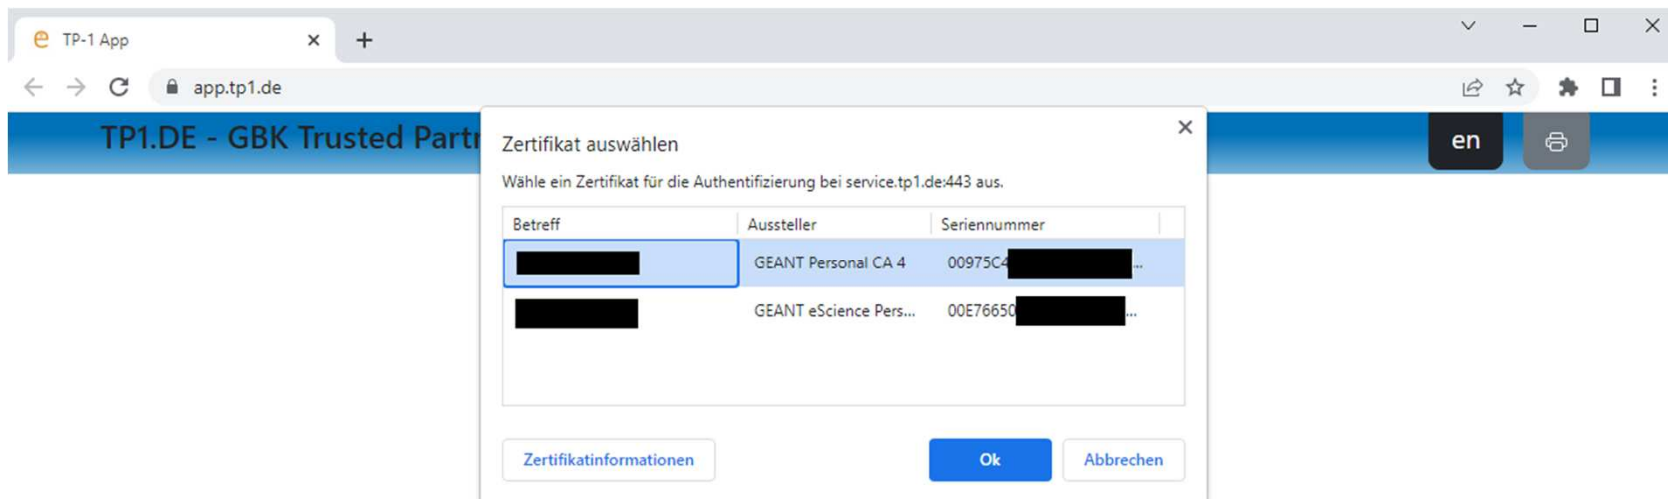 TP-1 App
app.tp1.de
TP1.DE - GBK Trusted Partn
en
Zertifikat auswählen
Wähle ein Zertifikat für die Authentifizierung bei service.tp1.de:443 aus.
Betreff Aussteller Seriennummer
GEANT Personal CA 4 00975C4 ...
GEANT eScience Pers... 00E76650 ...
Zertifikatinformationen Ok Abbrechen